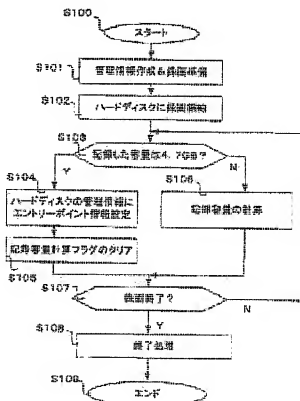 S100
スタート
S101
管理情報作成&録画準備
S102
ハードディスクに録画開始
S103
記録した容量は4.7GB?
Y
N
S104
S106
ハードディスクの管理情報に
エントリーポイント情報設定
記録容量の計算
記録容量計算フラグのクリア
S105
S107
録画終了?
N
Y
S108
終了処理
S109
エンド